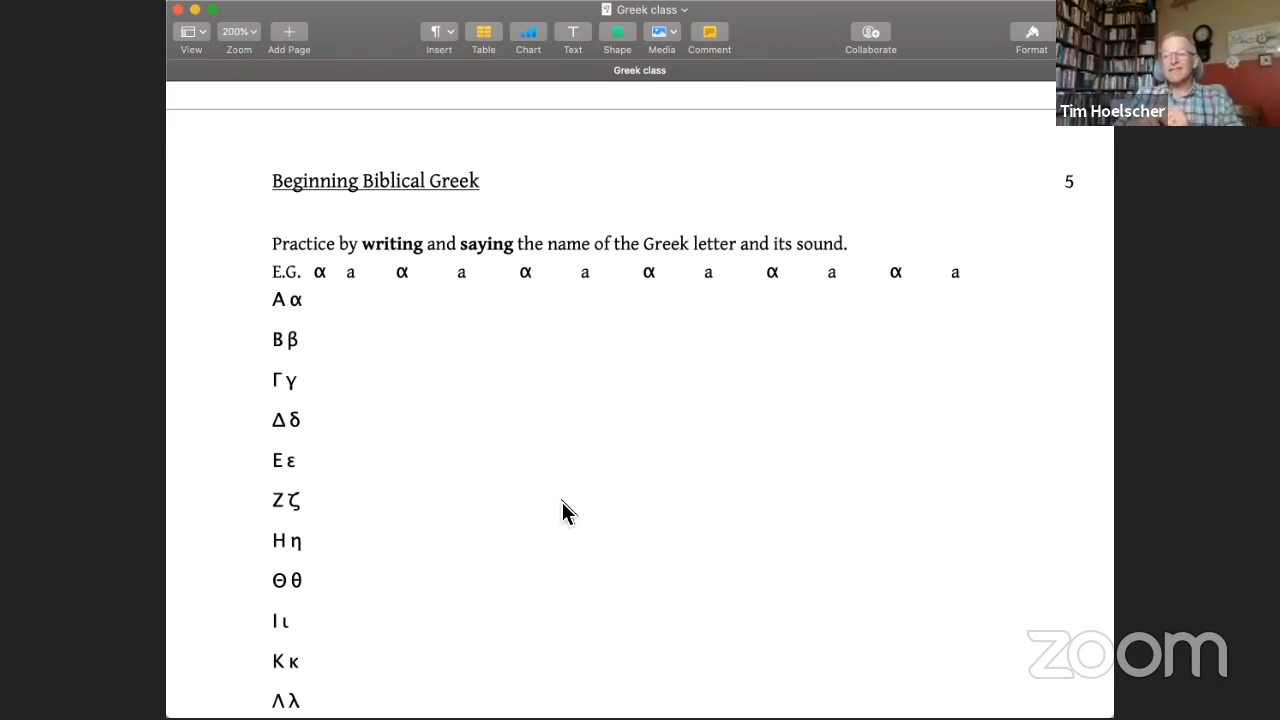 Greek class
View
200%
Zoom
Add Page
Insert
Table
Chart
Text
Shape
Media
Comment
Collaborate
Format
Greek class
Tim Hoelscher
Beginning Biblical Greek 5
Practice by writing and saying the name of the Greek letter and its sound.
E.G. α a α a α a α a α a α a
Α α
Β β
Γ γ
Δ δ
Ε ε
Ζ ζ
Η η
Θ θ
Ι ι
Κ κ
Λ λ
zoom